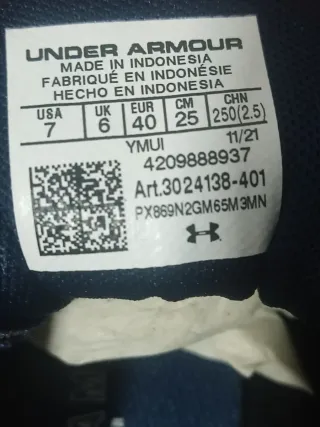 UNDER ARMOUR
MADE IN INDONESIA
FABRIQUÉ EN INDONÉSIE
HECHO EN INDONESIA
USA UK EUR CM CHN
7 6 40 25 250(2.5)
YMUI 11/21
4209888937
Art.3024138-401
PX869N2GM65M3MN